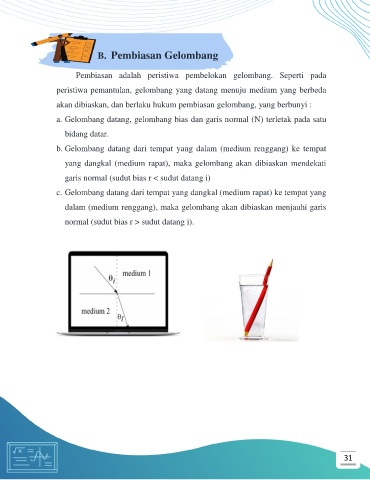 B. Pembiasan Gelombang
Pembiasan adalah peristiwa pembelokan gelombang. Seperti pada
peristiwa pemantulan, gelombang yang datang menuju medium yang berbeda
akan dibiaskan, dan berlaku hukum pembiasan gelombang, yang berbunyi :
a. Gelombang datang, gelombang bias dan garis normal (N) terletak pada satu
bidang datar.
b. Gelombang datang dari tempat yang dalam (medium renggang) ke tempat
yang dangkal (medium rapat), maka gelombang akan dibiaskan mendekati
garis normal (sudut bias r < sudut datang i)
c. Gelombang datang dari tempat yang dangkal (medium rapat) ke tempat yang
dalam (medium renggang), maka gelombang akan dibiaskan menjauhi garis
normal (sudut bias r > sudut datang i).
θi medium 1
medium 2 θr
31